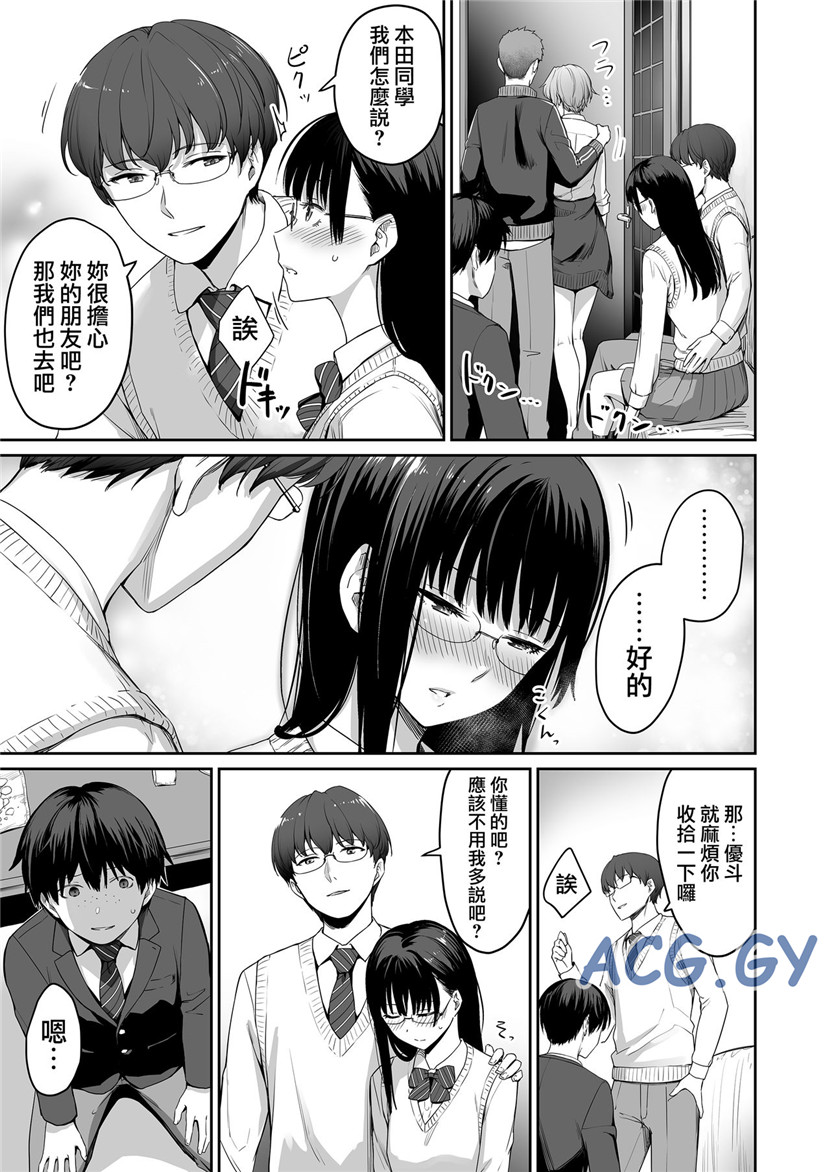 フラ…
ドクン…
ドクン…
本田同學
我們怎麼説？
ピクッ
誒
ドキッ
妳很擔心
妳的朋友吧？
那我們也去吧
…………
……好的
こくんっ
那…優斗
就麻煩你
收拾一下囉
誒
你懂的吧？
應該不用我多説吧？
嗯…
ACG.GY